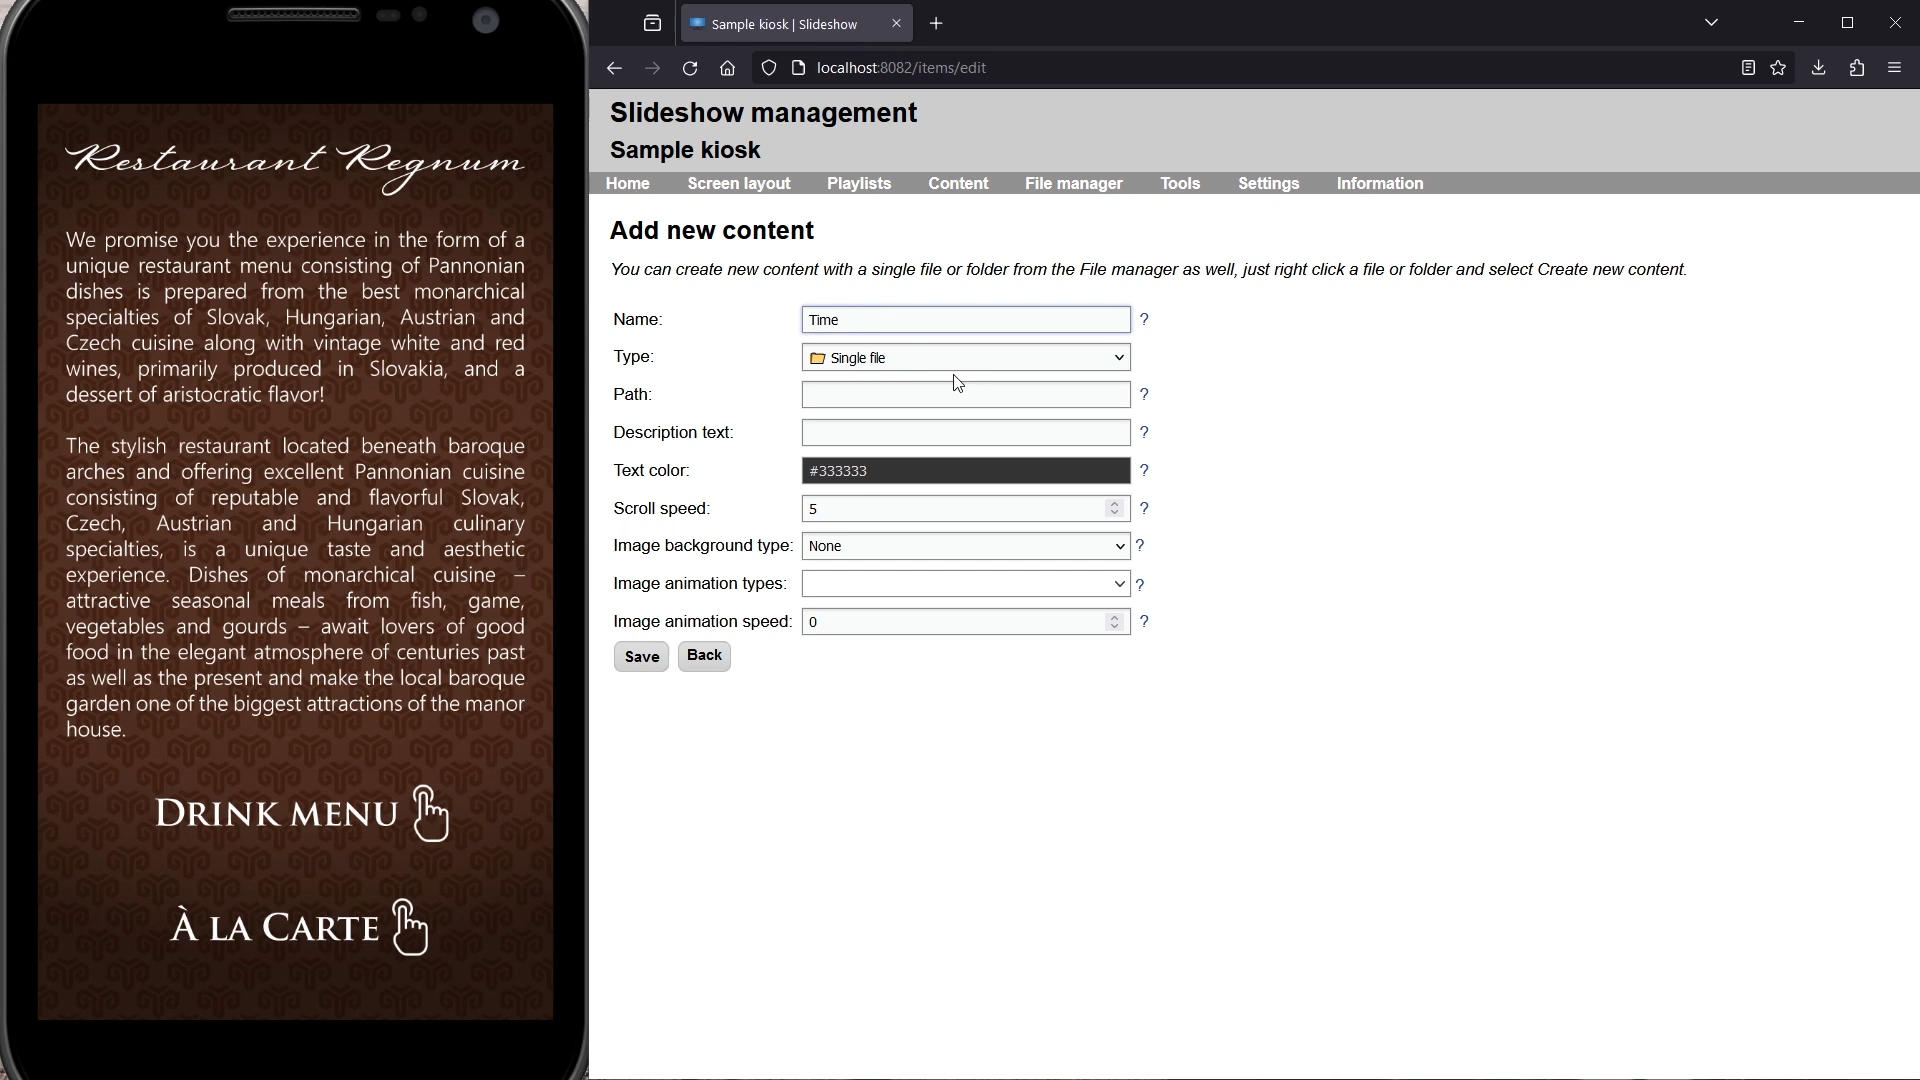 Restaurant Regnum
We promise you the experience in the form of a
unique restaurant menu consisting of Pannonian
dishes is prepared from the best monarchical
specialties of Slovak, Hungarian, Austrian and
Czech cuisine along with vintage white and red
wines, primarily produced in Slovakia, and a
dessert of aristocratic flavor!
The stylish restaurant located beneath baroque
arches and offering excellent Pannonian cuisine
consisting of reputable and flavorful Slovak,
Czech, Austrian and Hungarian culinary
specialties, is a unique taste and aesthetic
experience. Dishes of monarchical cuisine –
attractive seasonal meals from fish, game,
vegetables and gourds – await lovers of good
food in the elegant atmosphere of centuries past
as well as the present and make the local baroque
garden one of the biggest attractions of the manor
house.
DRINK MENU
À LA CARTE
Sample kiosk | Slideshow
localhost:8082/items/edit
Slideshow management
Sample kiosk
Home Screen layout Playlists Content File manager Tools Settings Information
Add new content
You can create new content with a single file or folder from the File manager as well, just right click a file or folder and select Create new content.
Name: Time ?
Type: Single file
Path: ?
Description text: ?
Text color: #333333 ?
Scroll speed: 5 ?
Image background type: None ?
Image animation types: ?
Image animation speed: 0 ?
Save Back